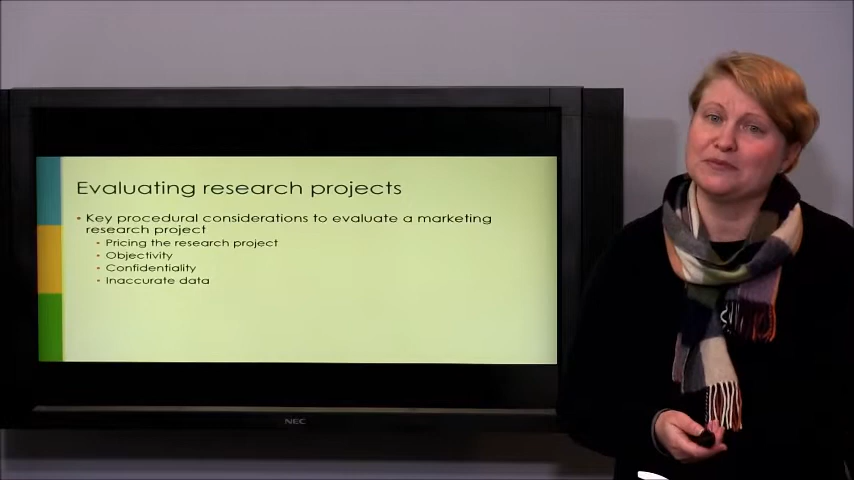 Evaluating research projects
• Key procedural considerations to evaluate a marketing
research project
• Pricing the research project
• Objectivity
• Confidentiality
• Inaccurate data
NEC